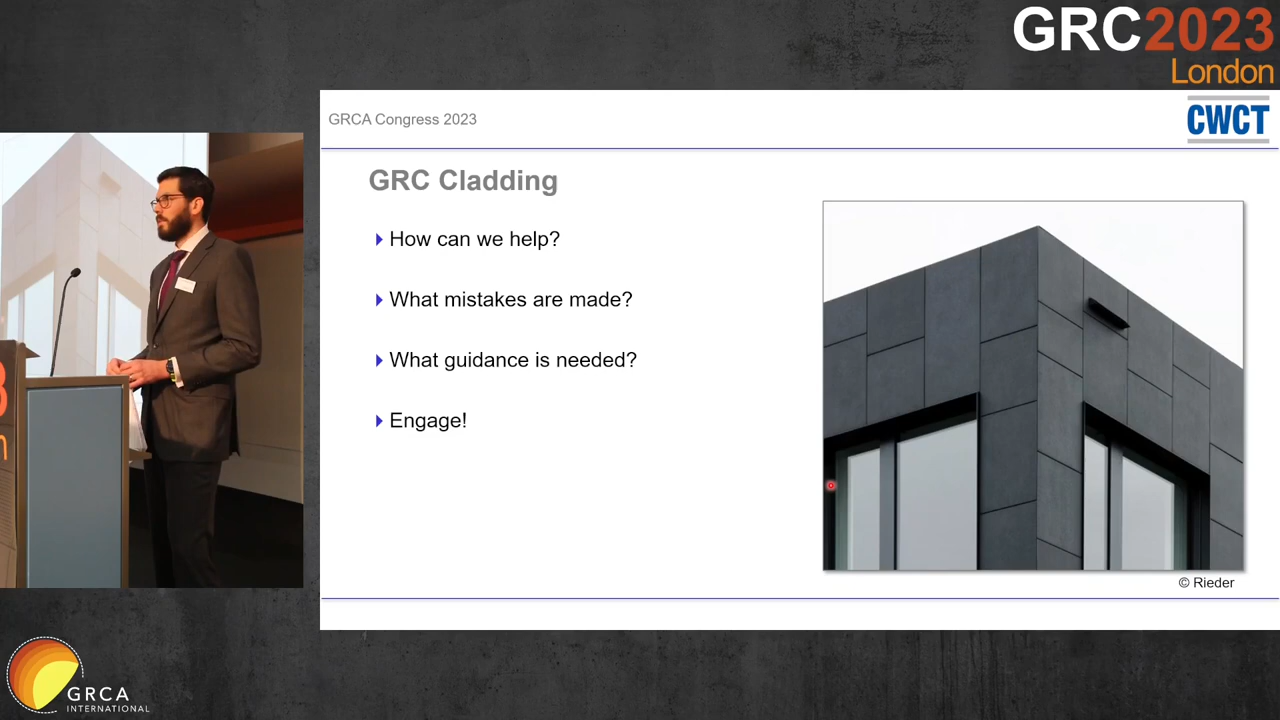 GRC2023
London
GRCA Congress 2023
CWCT
GRC Cladding
How can we help?
What mistakes are made?
What guidance is needed?
Engage!
© Rieder
GRCA
INTERNATIONAL